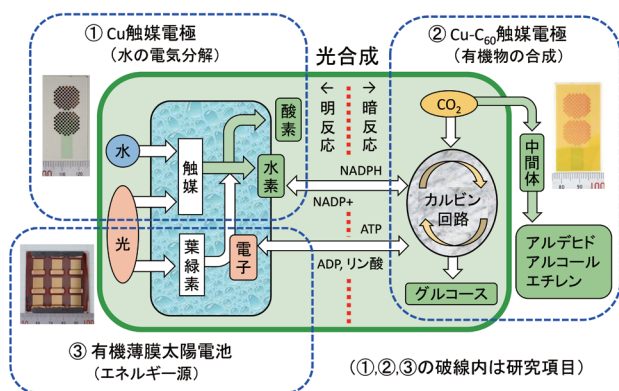 ① Cu触媒電極
(水の電気分解)
光合成
② Cu-C60触媒電極
(有機物の合成)
← 明反応
暗反応 →
酸素
CO2
水
触媒
水素
中間体
NADPH
NADP+
カルビン
回路
光
葉緑素
電子
ATP
ADP, リン酸
アルデヒド
アルコール
エチレン
グルコース
③ 有機薄膜太陽電池
(エネルギー源)
(①,②,③の破線内は研究項目)